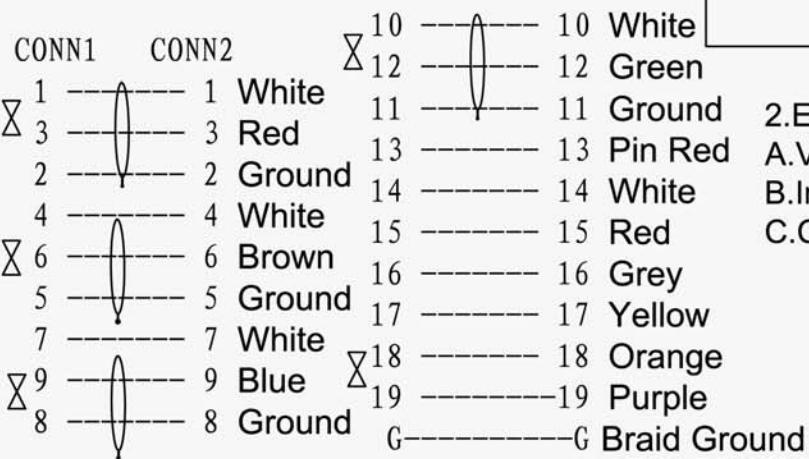 CONN1 CONN2
1 1 White
3 3 Red
2 2 Ground
4 4 White
6 6 Brown
5 5 Ground
7 7 White
9 9 Blue
8 8 Ground
10 10 White
12 12 Green
11 11 Ground
13 13 Pin Red
14 14 White
15 15 Red
16 16 Grey
17 17 Yellow
18 18 Orange
19 19 Purple
G G Braid Ground
2.E
A.V
B.I
C.C